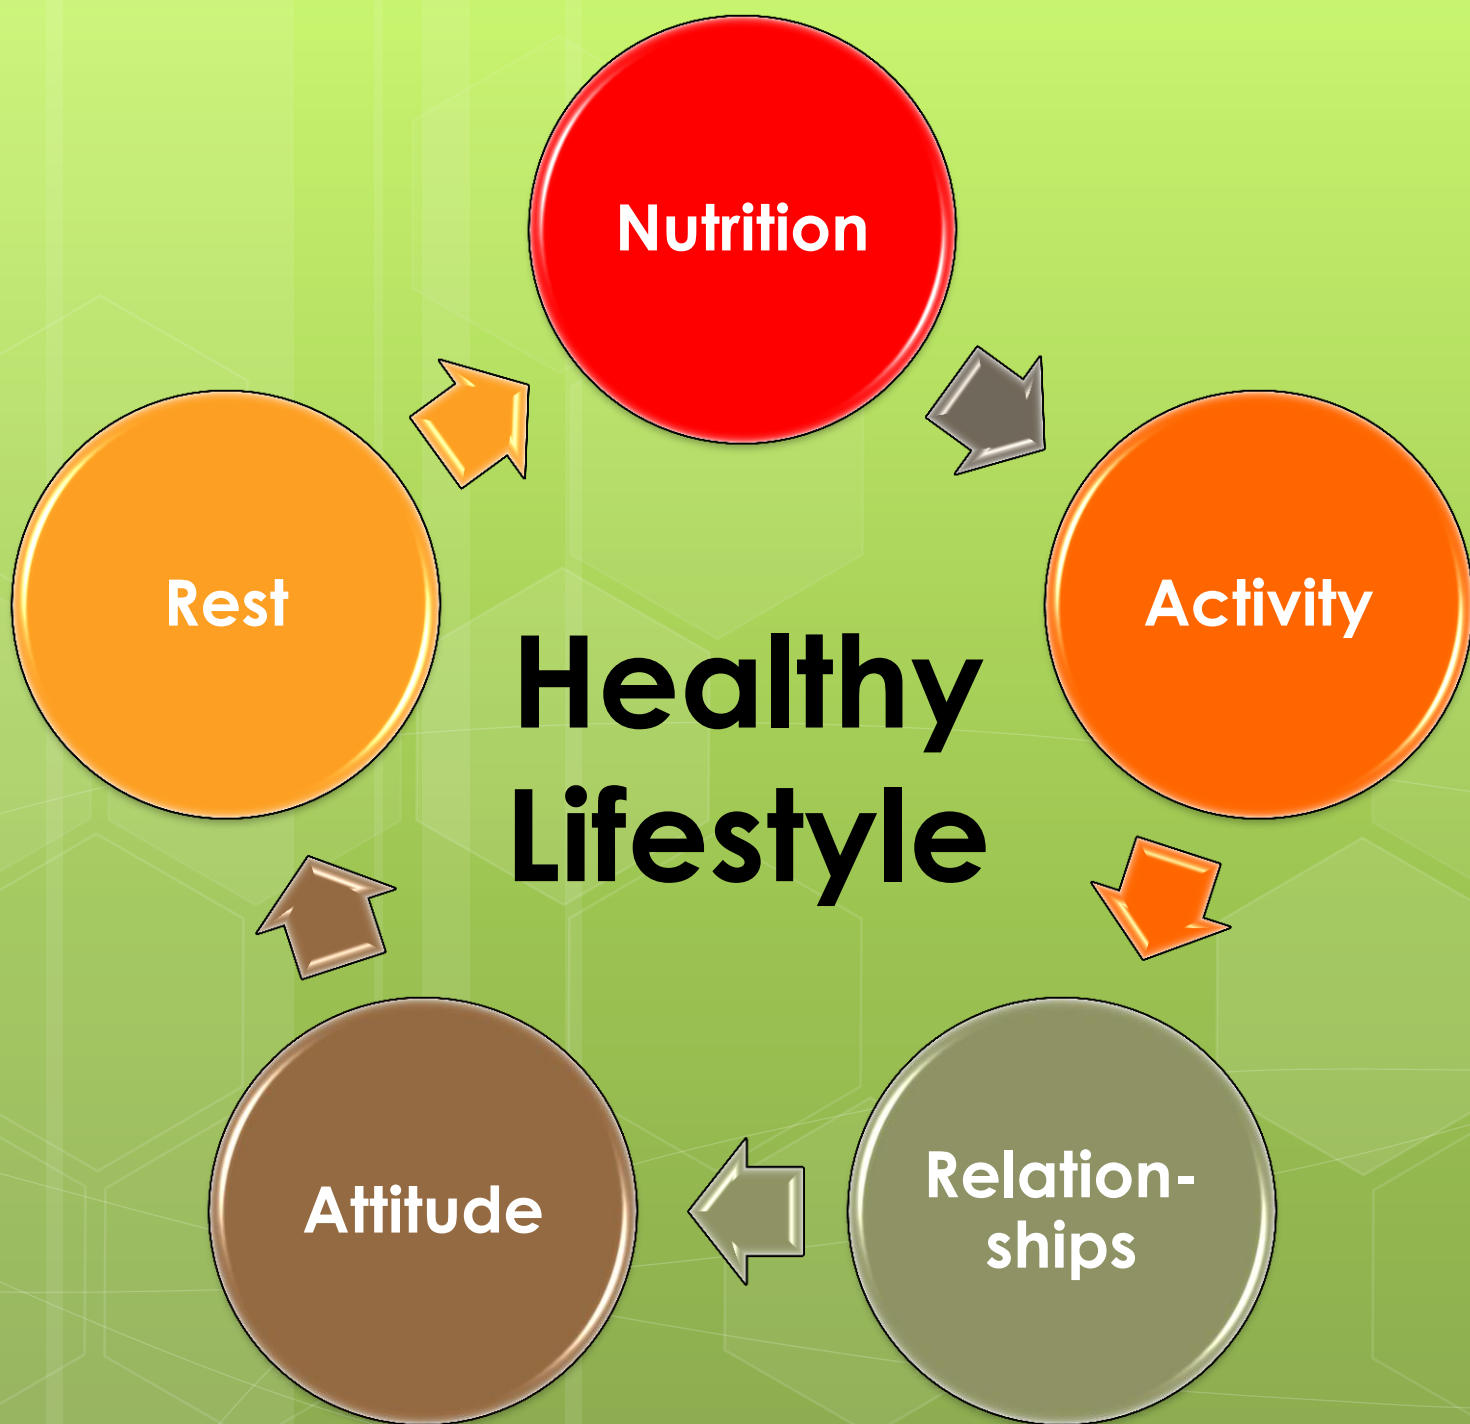 Nutrition
Activity
Rest
Healthy
Lifestyle
Relation-
ships
Attitude